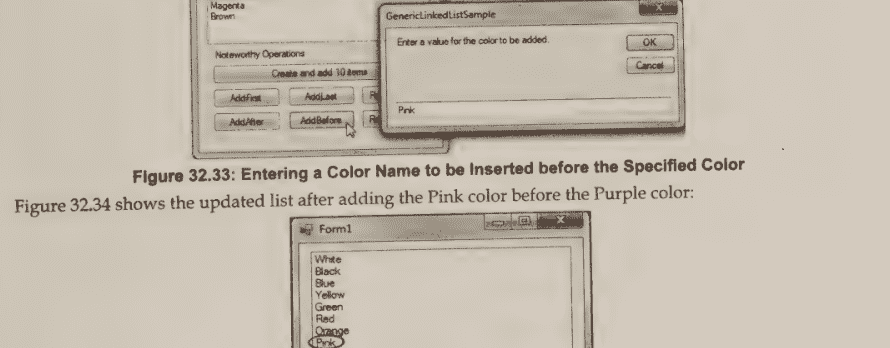 Magenta
Brown
GenericLinkedListSample
Enter a value for the color to be added.
OK
Cancel
Noteworthy Operations
Create and add 10 items
AddFirst
AddLast
AddAfter
AddBefore
Pink
Figure 32.33: Entering a Color Name to be Inserted before the Specified Color
Figure 32.34 shows the updated list after adding the Pink color before the Purple color:
Form1
White
Black
Blue
Yellow
Green
Red
Orange
Pink